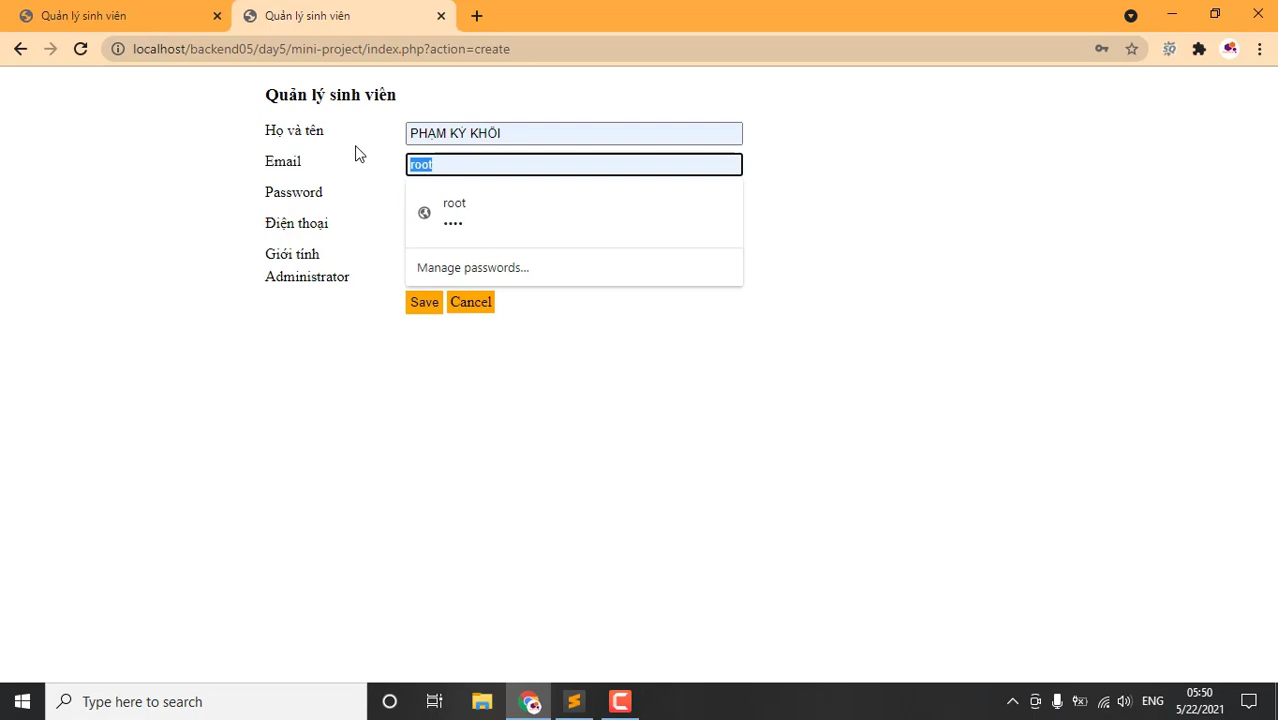 Quản lý sinh viên
Quản lý sinh viên
localhost/backend05/day5/mini-project/index.php?action=create
Quản lý sinh viên
Họ và tên
PHẠM KỲ KHÔI
Email
root
Password
root
••••
Điện thoại
Giới tính
Manage passwords...
Administrator
Save Cancel
Type here to search
ENG
05:50
5/22/2021